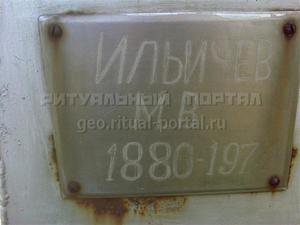 ИЛЬИЧЕВ
РИТУАЛЬНЫЙ ПОРТАЛ
М В
geo.ritual-portal.ru
1880-197